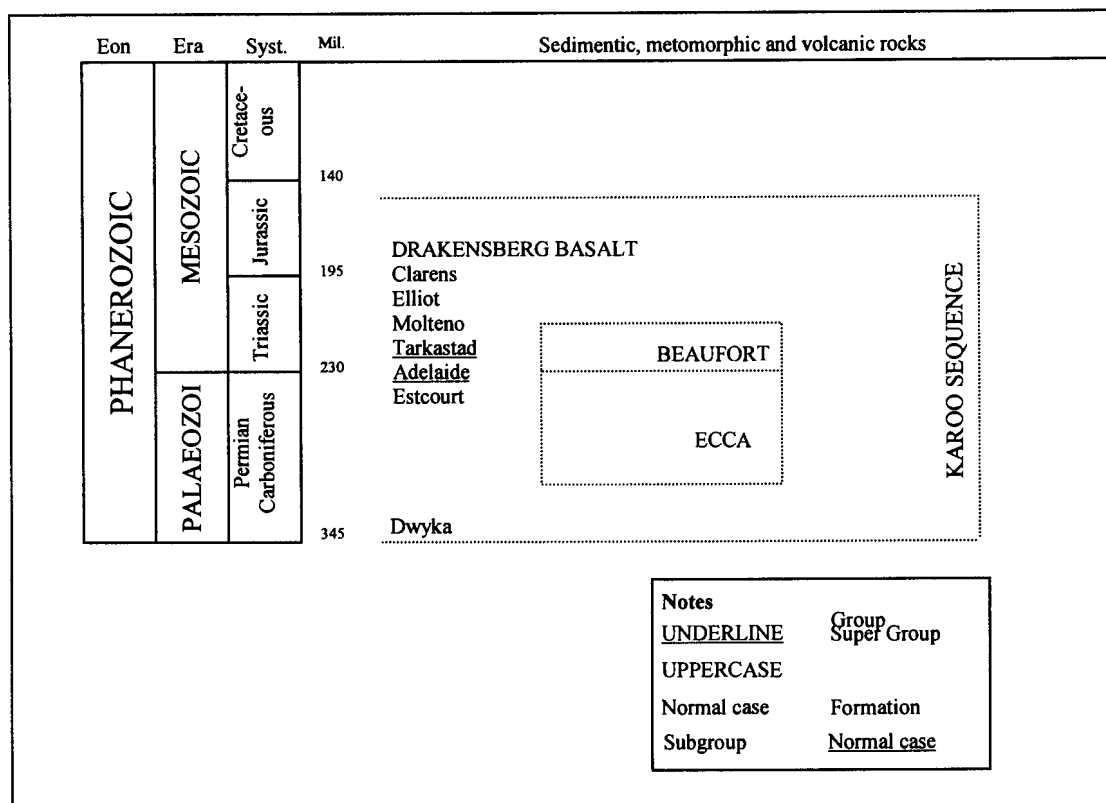 Eon Era Syst. Mil. Sedimentic, metomorphic and volcanic rocks
PHANEROZOIC
MESOZOIC
PALAEOZOI
Cretace-
ous
Jurassic
Triassic
Permian
Carboniferous
140
195
230
345
DRAKENSBERG BASALT
Clarens
Elliot
Molteno
Tarkastad
Adelaide
Estcourt
Dwyka
BEAUFORT
ECCA
KAROO SEQUENCE
Notes
Group
UNDERLINE Super Group
UPPERCASE
Normal case Formation
Subgroup Normal case